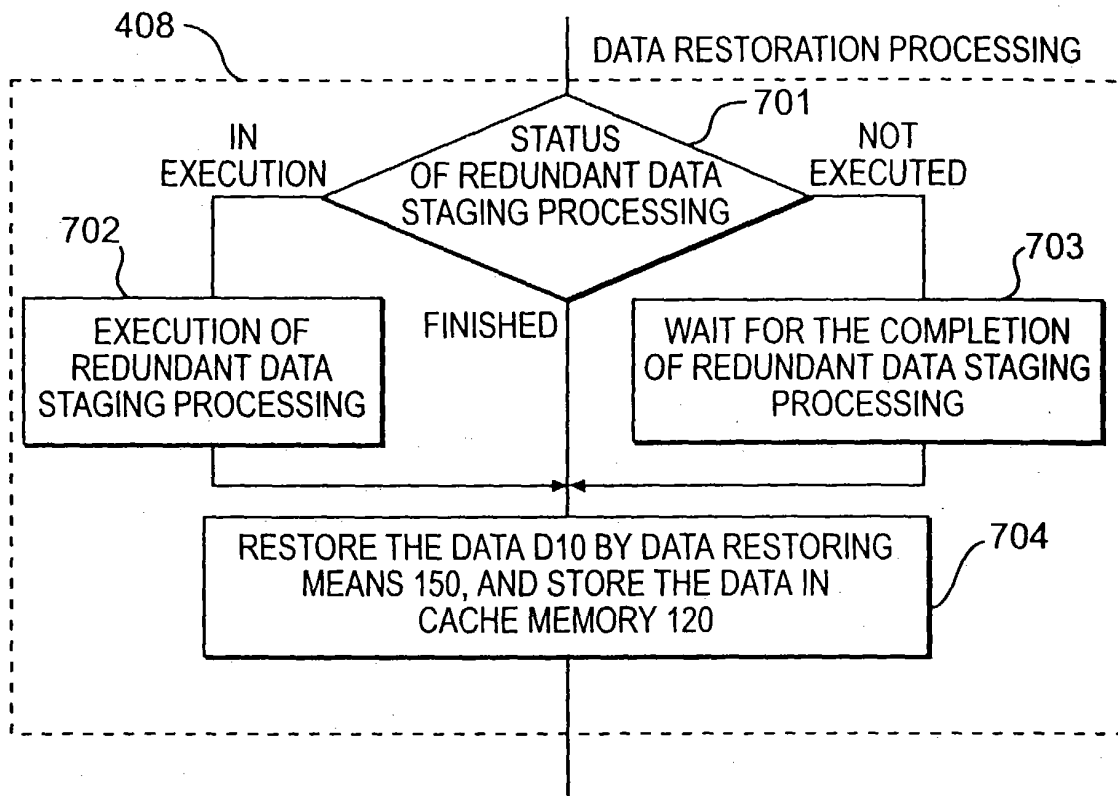 408
DATA RESTORATION PROCESSING
701
IN
EXECUTION
STATUS
OF REDUNDANT DATA
STAGING PROCESSING
NOT
EXECUTED
702
703
EXECUTION OF
REDUNDANT DATA
STAGING PROCESSING
FINISHED
WAIT FOR THE COMPLETION
OF REDUNDANT DATA STAGING
PROCESSING
RESTORE THE DATA D10 BY DATA RESTORING
MEANS 150, AND STORE THE DATA IN
CACHE MEMORY 120
704